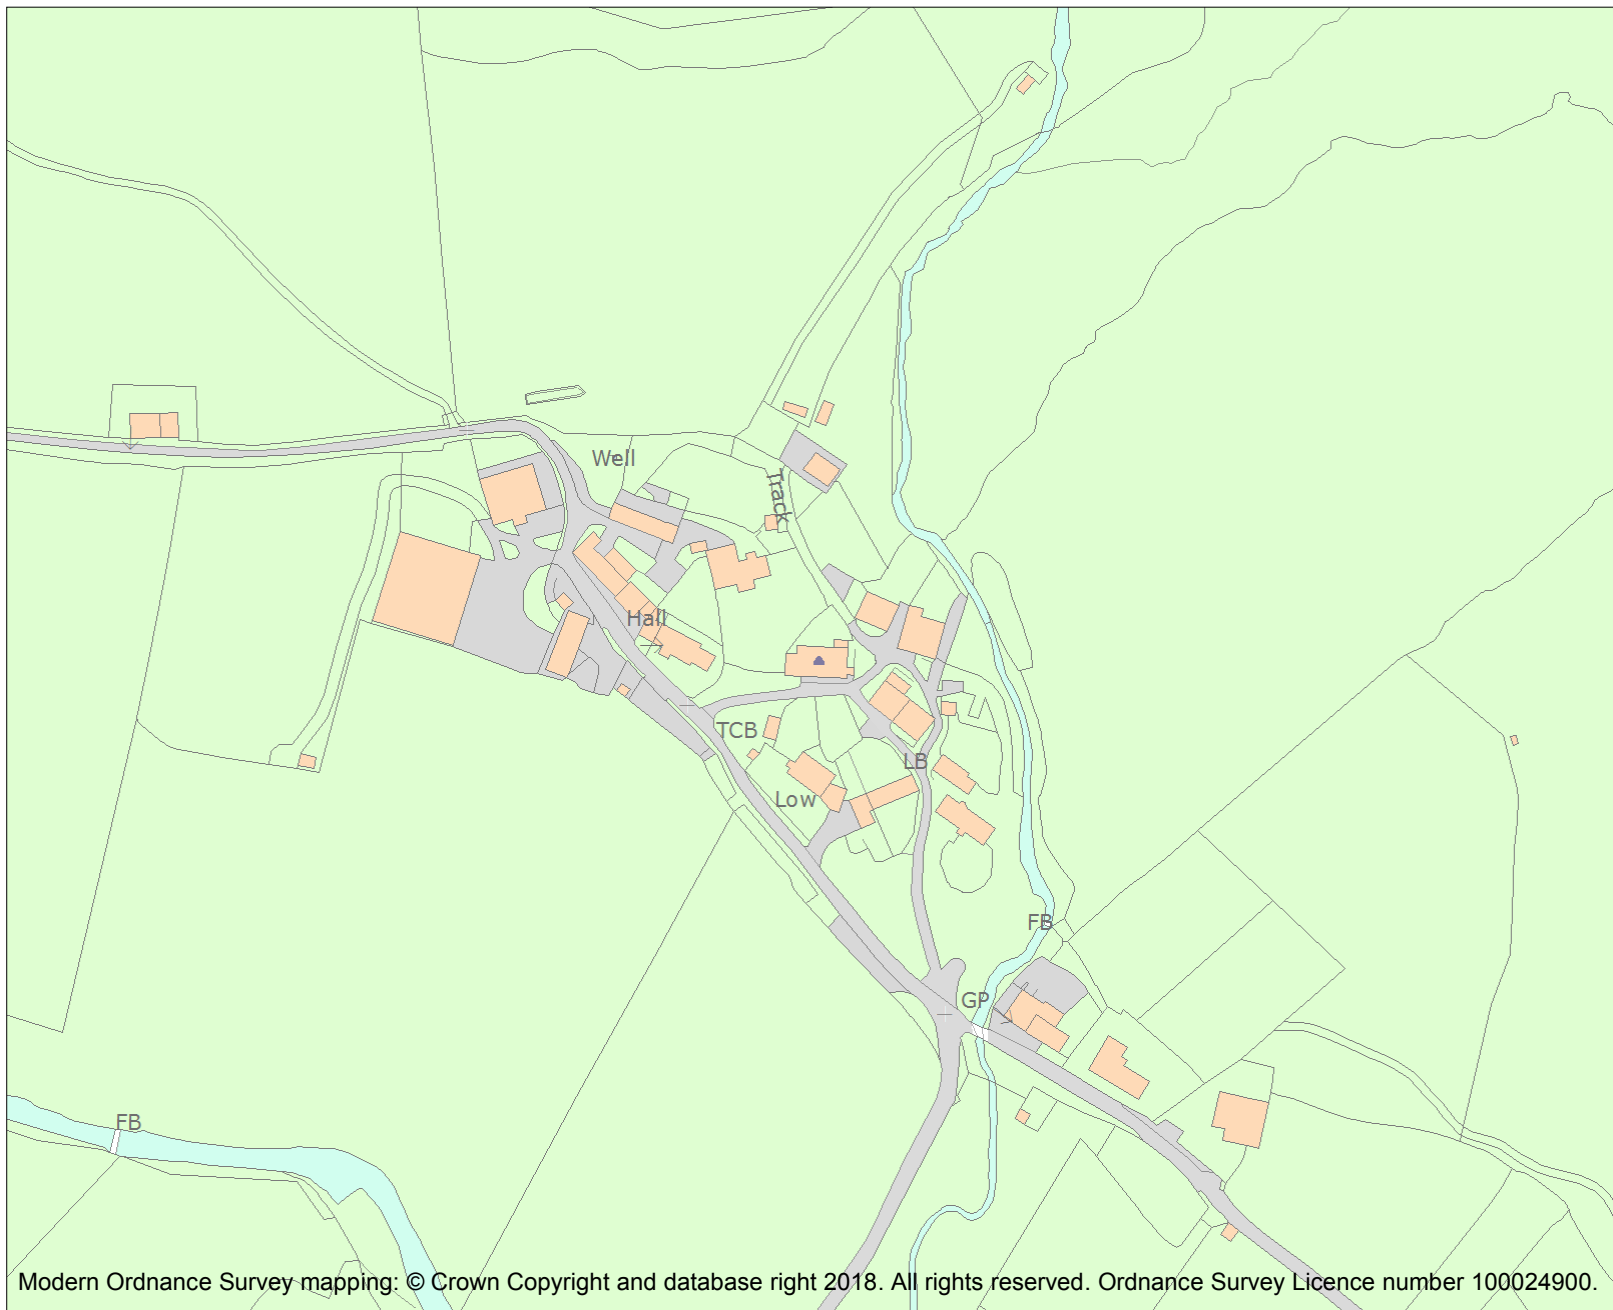 Well
Track
Hall
TCB
LB
Low
FB
GP
FB
Modern Ordnance Survey mapping: © Crown Copyright and database right 2018. All rights reserved. Ordnance Survey Licence number 100024900.